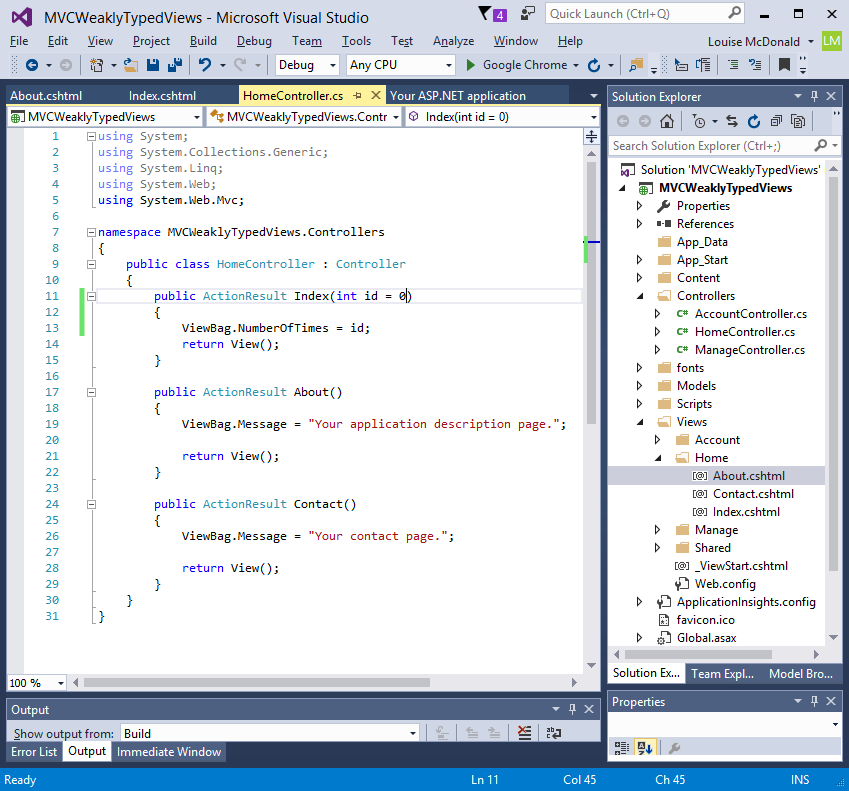 MVCWeaklyTypedViews - Microsoft Visual Studio
4
Quick Launch (Ctrl+Q)
File Edit View Project Build Debug Team Tools Test Analyze Window Help
Louise McDonald LM
Debug Any CPU Google Chrome
About.cshtml Index.cshtml HomeController.cs Your ASP.NET application
MVCWeaklyTypedViews MVCWeaklyTypedViews.Contr Index(int id = 0)
1 using System;
2 using System.Collections.Generic;
3 using System.Linq;
4 using System.Web;
5 using System.Web.Mvc;
6
7 namespace MVCWeaklyTypedViews.Controllers
8 {
9 public class HomeController : Controller
10 {
11 public ActionResult Index(int id = 0)
12 {
13 ViewBag.NumberOfTimes = id;
14 return View();
15 }
16
17 public ActionResult About()
18 {
19 ViewBag.Message = "Your application description page.";
20
21 return View();
22 }
23
24 public ActionResult Contact()
25 {
26 ViewBag.Message = "Your contact page.";
27
28 return View();
29 }
30 }
31 }
100 %
Output
Show output from: Build
Error List Output Immediate Window
Solution Explorer
Search Solution Explorer (Ctrl+;)
Solution 'MVCWeaklyTypedViews'
MVCWeaklyTypedViews
Properties
References
App_Data
App_Start
Content
Controllers
C# AccountController.cs
C# HomeController.cs
C# ManageController.cs
fonts
Models
Scripts
Views
Account
Home
[@] About.cshtml
[@] Contact.cshtml
[@] Index.cshtml
Manage
Shared
[@] _ViewStart.cshtml
Web.config
ApplicationInsights.config
favicon.ico
Global.asax
Solution Ex... Team Expl... Model Bro...
Properties
Ready Ln 11 Col 45 Ch 45 INS